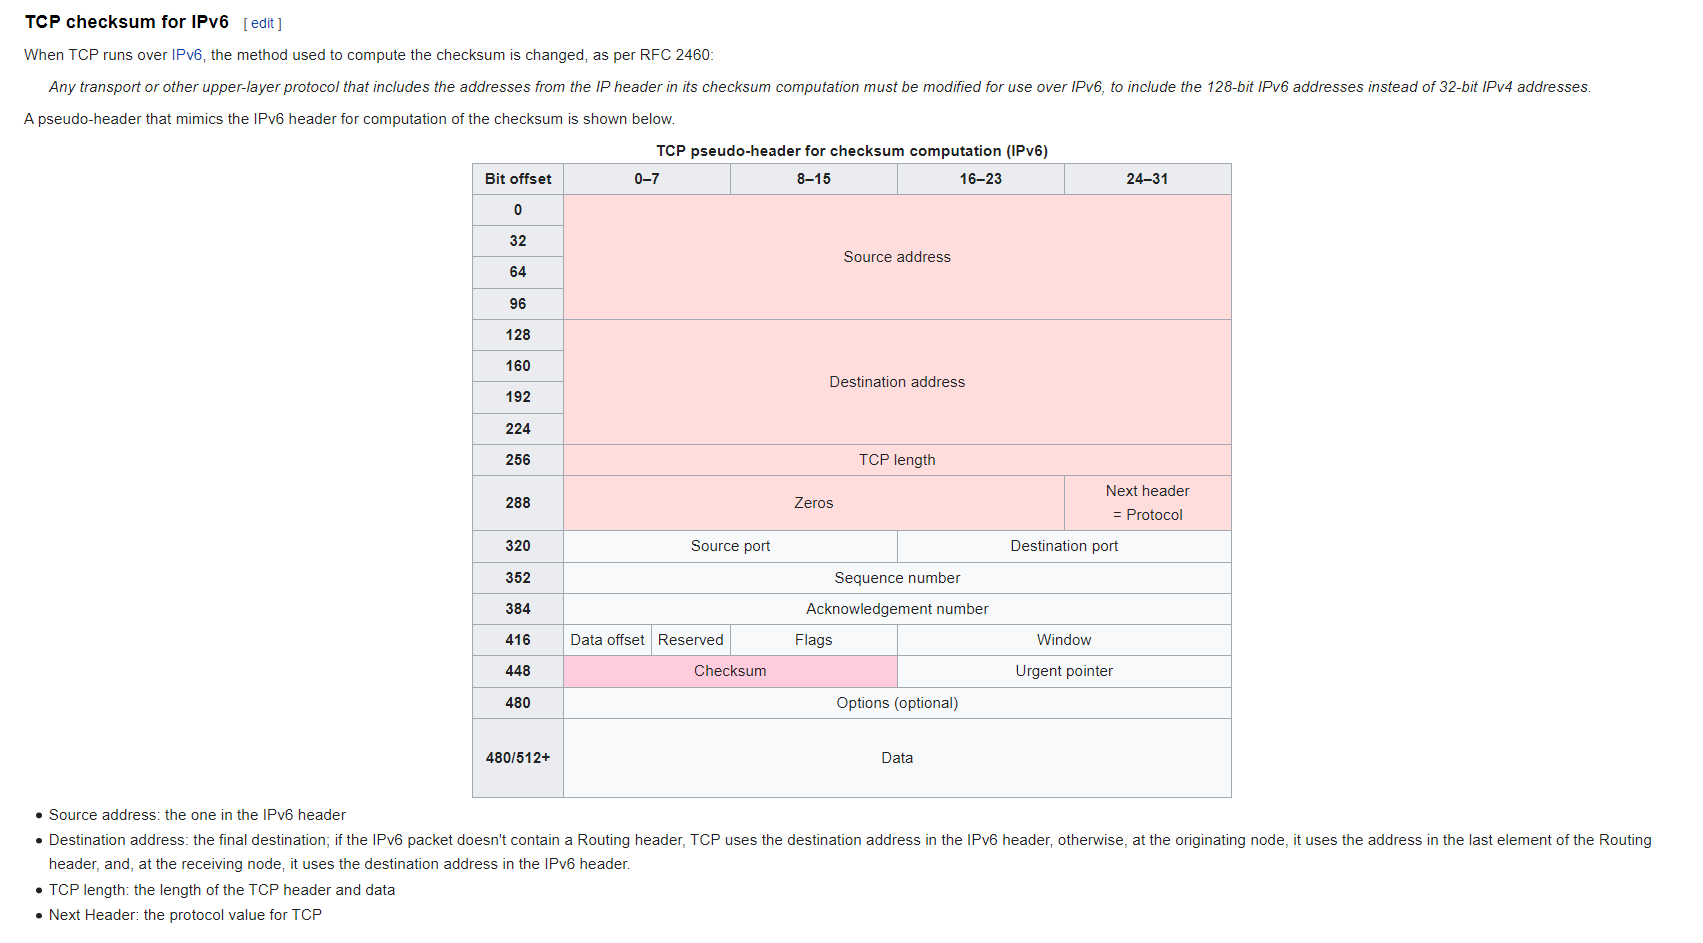 TCP checksum for IPv6 [ edit ]
When TCP runs over IPv6, the method used to compute the checksum is changed, as per RFC 2460:
Any transport or other upper-layer protocol that includes the addresses from the IP header in its checksum computation must be modified for use over IPv6, to include the 128-bit IPv6 addresses instead of 32-bit IPv4 addresses.
A pseudo-header that mimics the IPv6 header for computation of the checksum is shown below.
TCP pseudo-header for checksum computation (IPv6)
Bit offset 0–7 8–15 16–23 24–31
0
32
Source address
64
96
128
160
Destination address
192
224
256 TCP length
288 Zeros Next header
= Protocol
320 Source port Destination port
352 Sequence number
384 Acknowledgement number
416 Data offset Reserved Flags Window
448 Checksum Urgent pointer
480 Options (optional)
480/512+ Data
• Source address: the one in the IPv6 header
• Destination address: the final destination; if the IPv6 packet doesn't contain a Routing header, TCP uses the destination address in the IPv6 header, otherwise, at the originating node, it uses the address in the last element of the Routing
header, and, at the receiving node, it uses the destination address in the IPv6 header.
• TCP length: the length of the TCP header and data
• Next Header: the protocol value for TCP